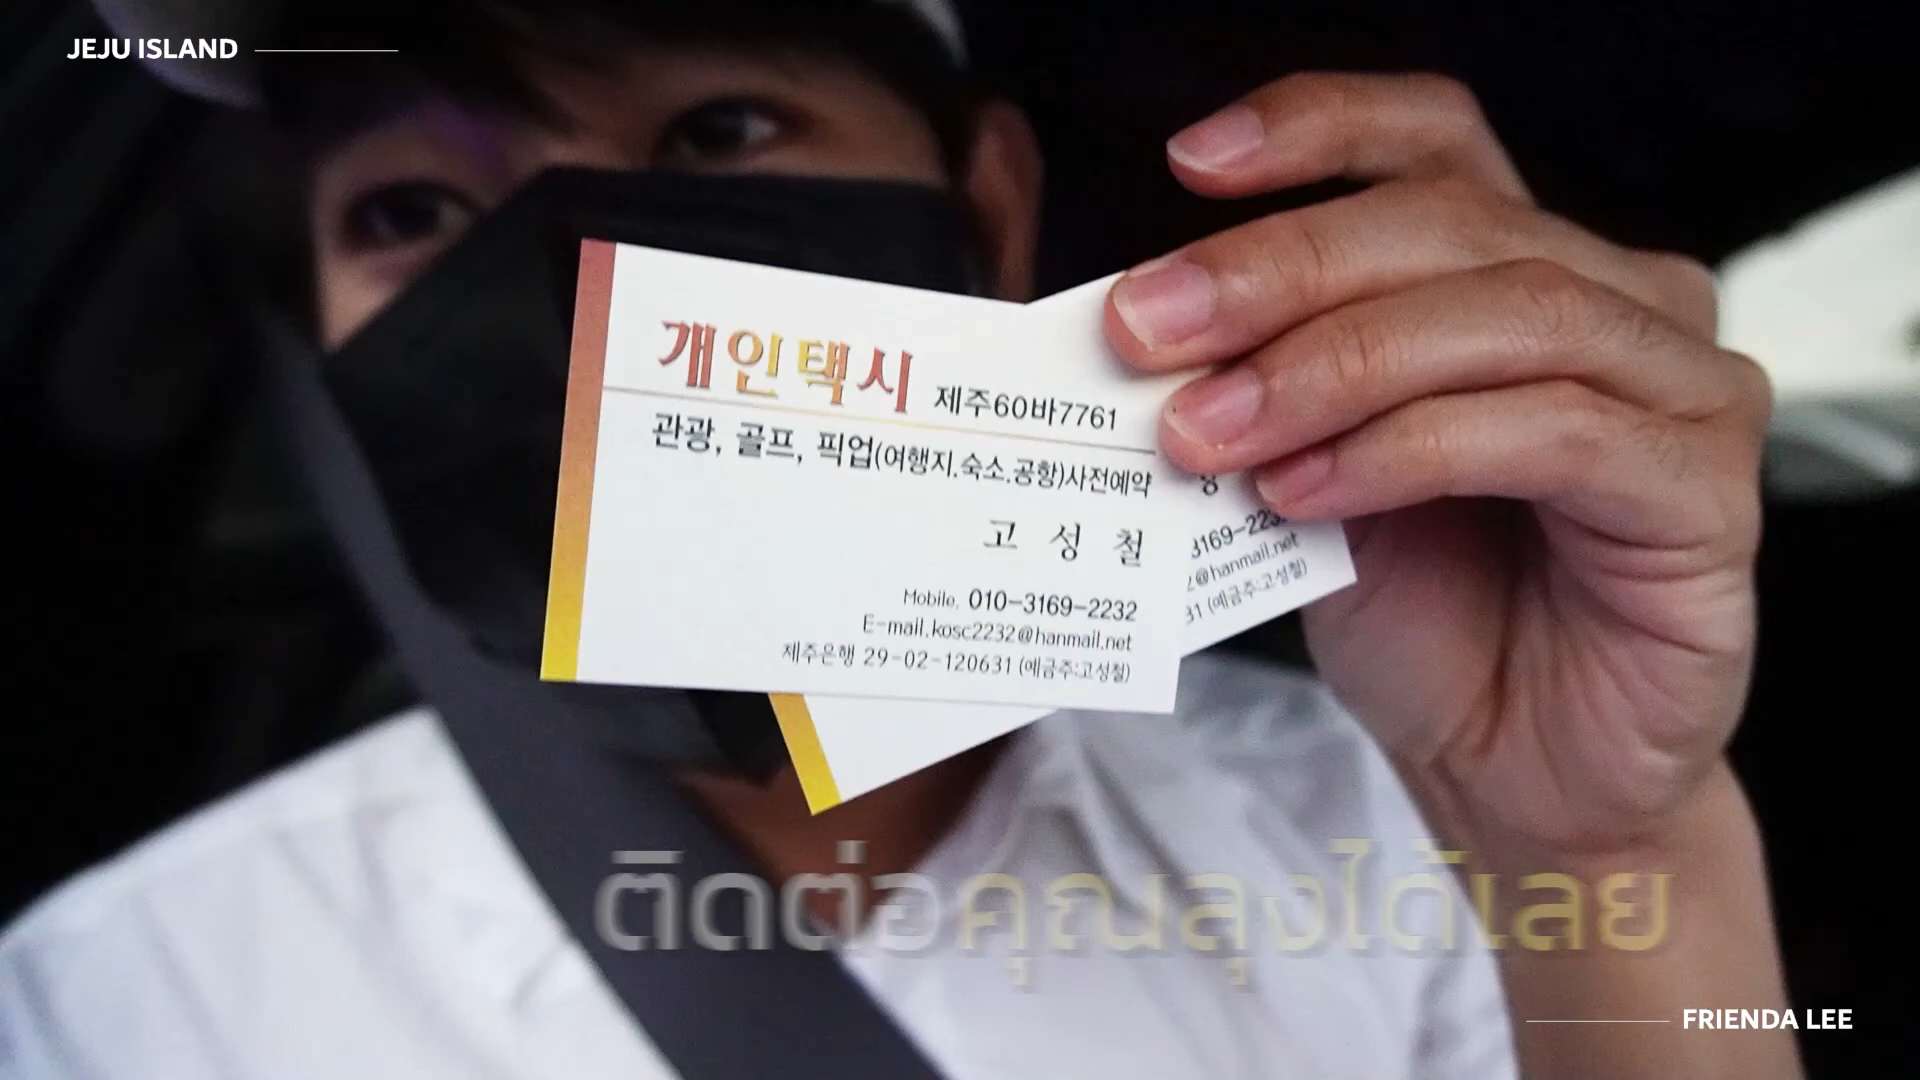 JEJU ISLAND
개인택시 제주60바7761
관광, 골프, 픽업(여행지.숙소.공항)사전예약
고 성 철
Mobile. 010-3169-2232
E-mail.kosc2232@hanmail.net
제주은행 29-02-120631 (예금주:고성철)
3169-223
2@hanmail.net
31 (예금주:고성철)
ติดต่อคุณลุงได้เลย
FRIENDA LEE